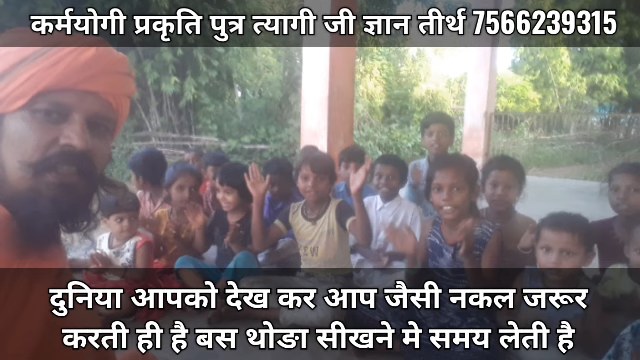 कर्मयोगी प्रकृति पुत्र त्यागी जी ज्ञान तीर्थ 7566239315
दुनिया आपको देख कर आप जैसी नकल जरूर
करती ही है बस थोङा सीखने मे समय लेती है